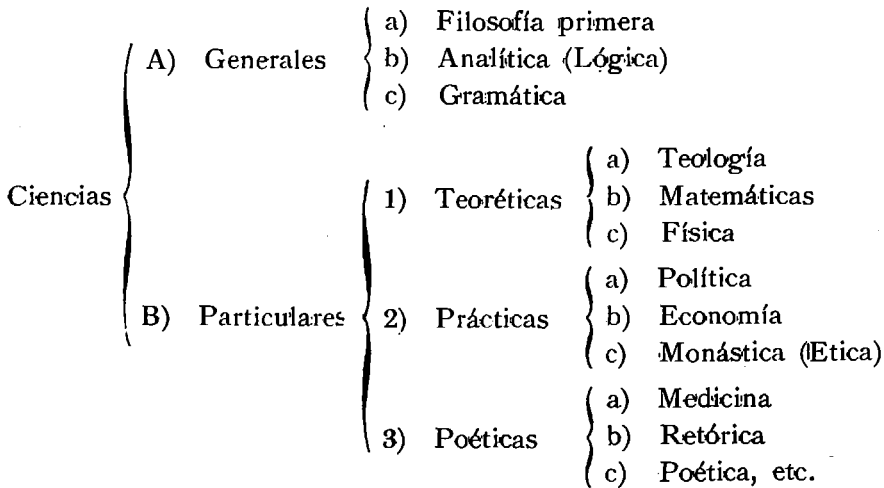 a) Filosofía primera
A) Generales
b) Analítica (Lógica)
c) Gramática
a) Teología
Ciencias
1) Teoréticas
b) Matemáticas
c) Física
a) Política
B) Particulares
2) Prácticas
b) Economía
c) Monástica (Etica)
a) Medicina
3) Poéticas
b) Retórica
c) Poética, etc.